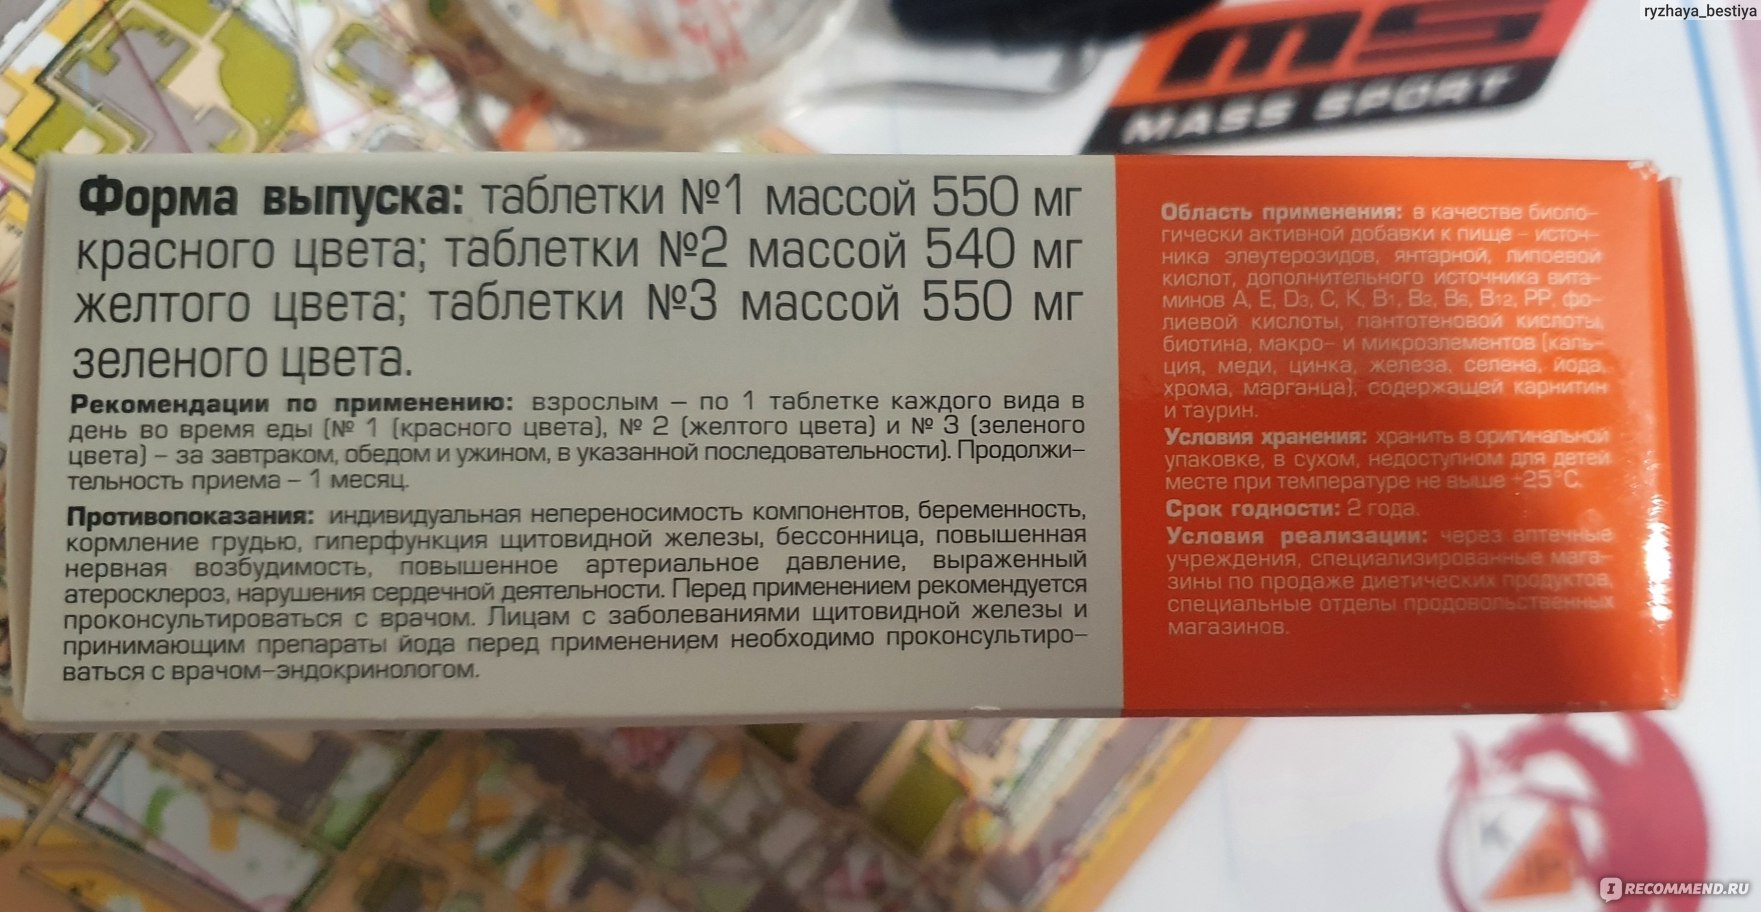 ryzhaya_bestiya
ms
MASS SPORT
Форма выпуска: таблетки №1 массой 550 мг
красного цвета; таблетки №2 массой 540 мг
желтого цвета; таблетки №3 массой 550 мг
зеленого цвета.
Рекомендации по применению: взрослым – по 1 таблетке каждого вида в
день во время еды (№ 1 (красного цвета), № 2 (желтого цвета) и № 3 (зеленого
цвета) – за завтраком, обедом и ужином, в указанной последовательности). Продолжи-
тельность приема – 1 месяц.
Противопоказания: индивидуальная непереносимость компонентов, беременность,
кормление грудью, гиперфункция щитовидной железы, бессонница, повышенная
нервная возбудимость, повышенное артериальное давление, выраженный
атеросклероз, нарушения сердечной деятельности. Перед применением рекомендуется
проконсультироваться с врачом. Лицам с заболеваниями щитовидной железы и
принимающим препараты йода перед применением необходимо проконсультиро-
ваться с врачом-эндокринологом.
Область применения: в качестве биоло-
гически активной добавки к пище – источ-
ника элеутерозидов, янтарной, липоевой
кислот, дополнительного источника вита-
минов A, E, D3, C, K, B1, B2, B6, B12, PP, фо-
лиевой кислоты, пантотеновой кислоты,
биотина, макро- и микроэлементов (каль-
ция, меди, цинка, железа, селена, йода,
хрома, марганца), содержащей карнитин
и таурин.
Условия хранения: хранить в оригинальной
упаковке, в сухом, недоступном для детей
месте при температуре не выше +25°C.
Срок годности: 2 года.
Условия реализации: через аптечные
учреждения, специализированные мага-
зины по продаже диетических продуктов,
специальные отделы продовольственных
магазинов.
К
IRECOMMEND.RU